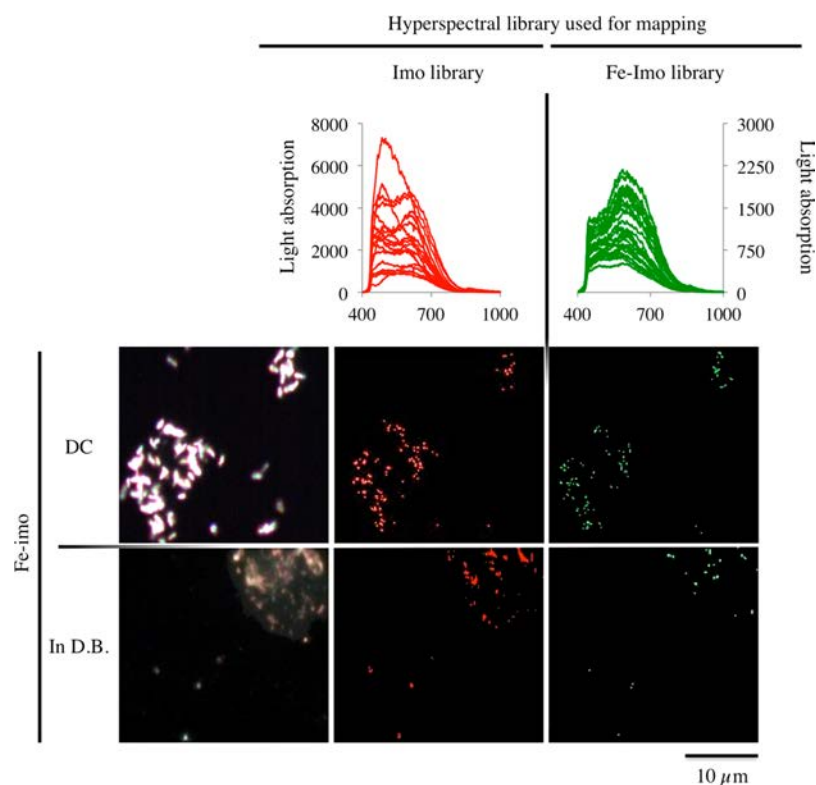 Hyperspectral library used for mapping
Imo library
Fe-Imo library
8000
6000
4000
2000
0
Light absorption
400
700
1000
3000
2250
1500
750
0
Light absorption
400
700
1000
Fe-imo
DC
In D.B.
10 μm